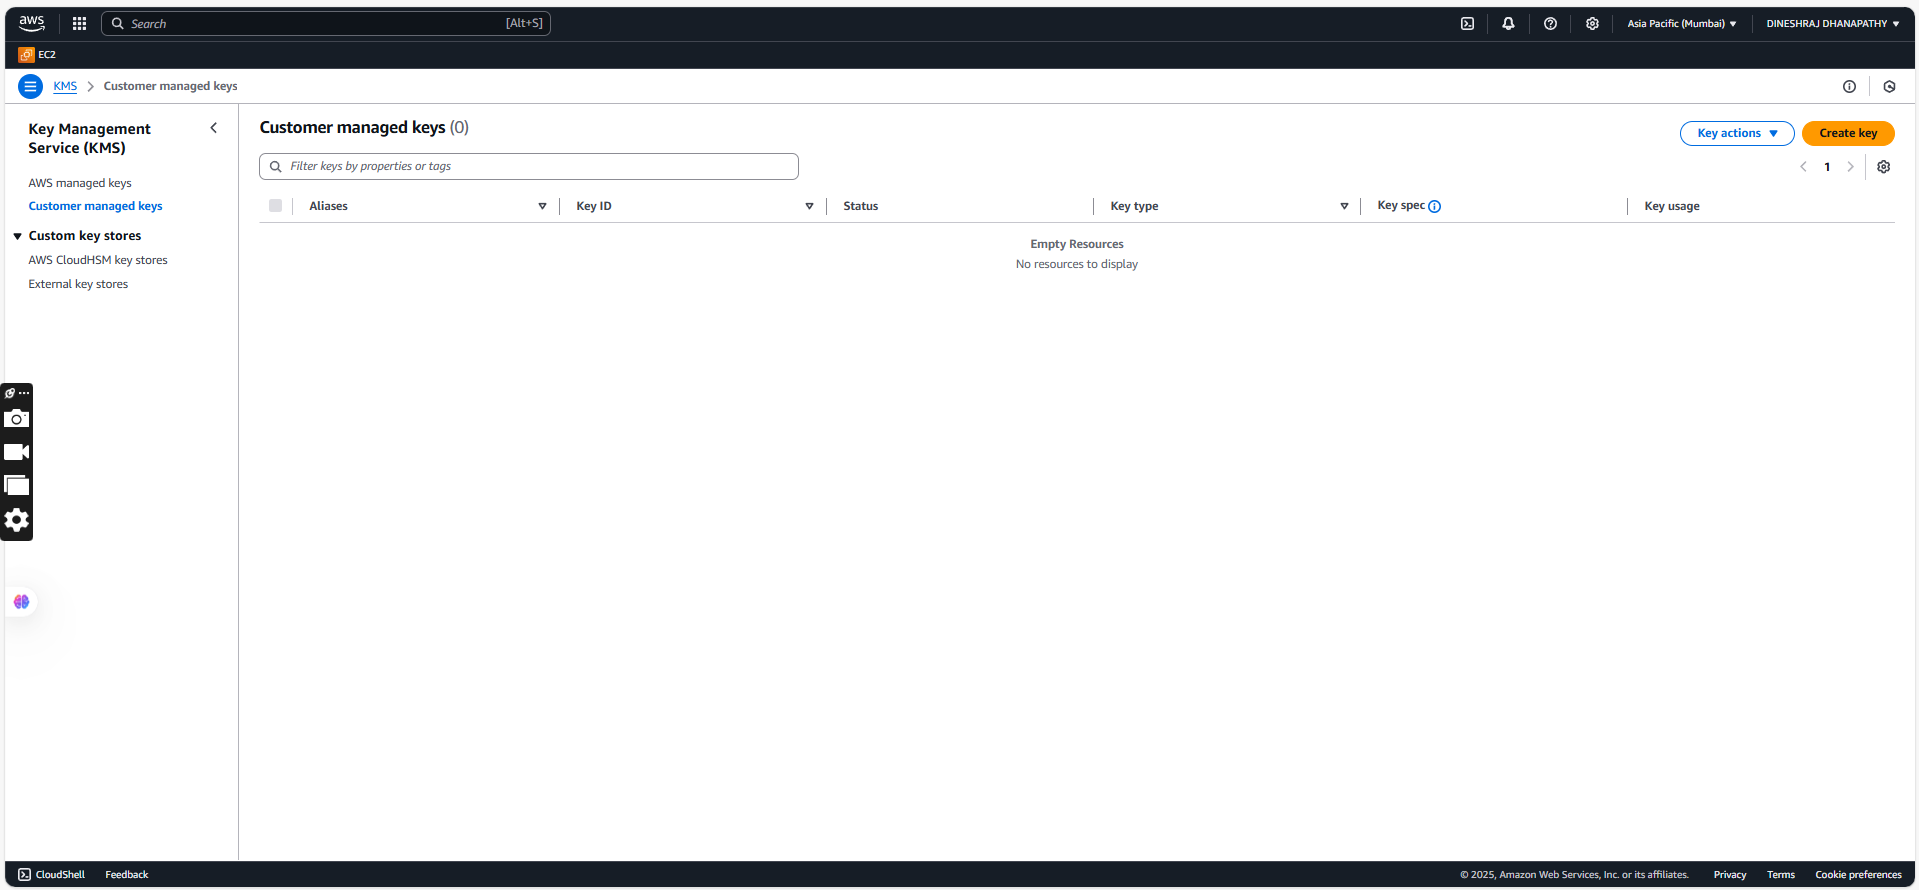 aws
Search [Alt+S]
Asia Pacific (Mumbai)
DINESHRAJ DHANAPATHY
EC2
KMS
Customer managed keys
Key Management
Service (KMS)
AWS managed keys
Customer managed keys
Custom key stores
AWS CloudHSM key stores
External key stores
Customer managed keys (0)
Key actions
Create key
Filter keys by properties or tags
1
Aliases Key ID Status Key type Key spec Key usage
Empty Resources
No resources to display
CloudShell Feedback © 2025, Amazon Web Services, Inc. or its affiliates. Privacy Terms Cookie preferences